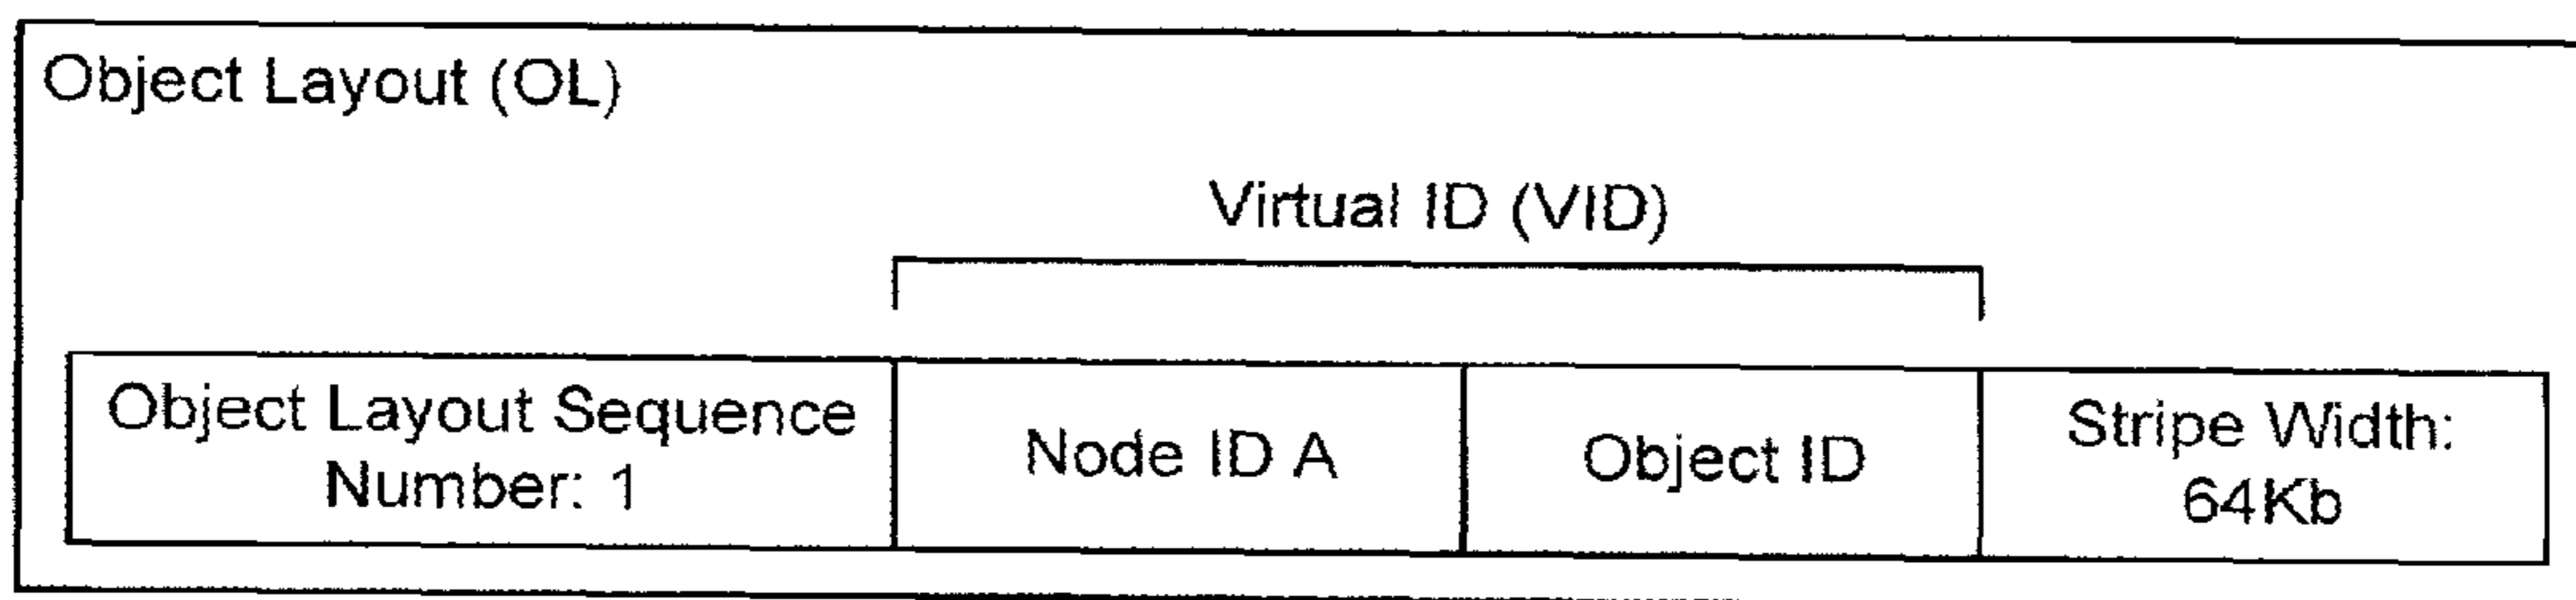 Object Layout (OL)
Virtual ID (VID)
Object Layout Sequence
Number: 1
Node ID A
Object ID
Stripe Width:
64Kb